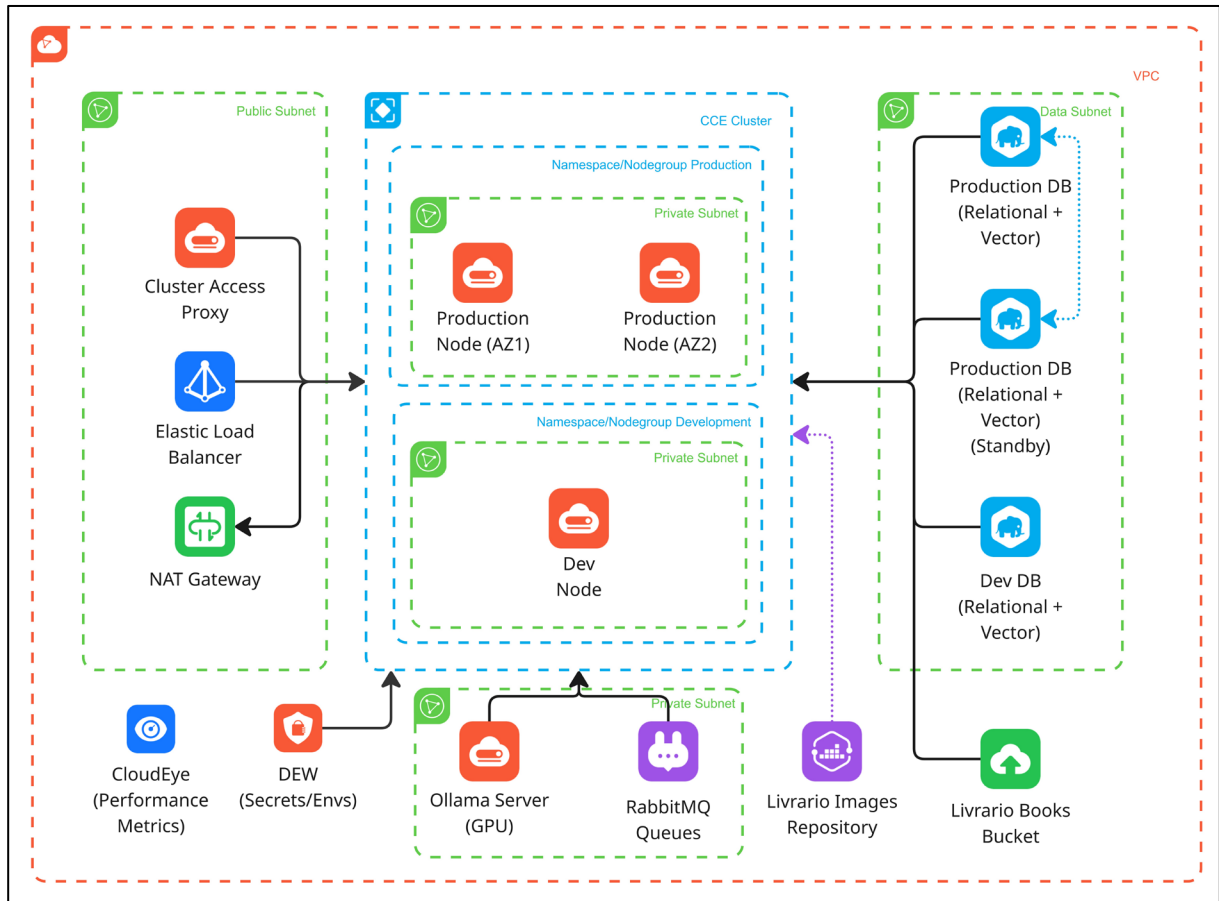 VPC
Public Subnet
Cluster Access
Proxy
Elastic Load
Balancer
NAT Gateway
CCE Cluster
Namespace/Nodegroup Production
Private Subnet
Production
Node (AZ1)
Production
Node (AZ2)
Namespace/Nodegroup Development
Private Subnet
Dev
Node
Data Subnet
Production DB
(Relational +
Vector)
Production DB
(Relational +
Vector)
(Standby)
Dev DB
(Relational +
Vector)
CloudEye
(Performance
Metrics)
DEW
(Secrets/Envs)
Private Subnet
Ollama Server
(GPU)
RabbitMQ
Queues
Livrario Images
Repository
Livrario Books
Bucket